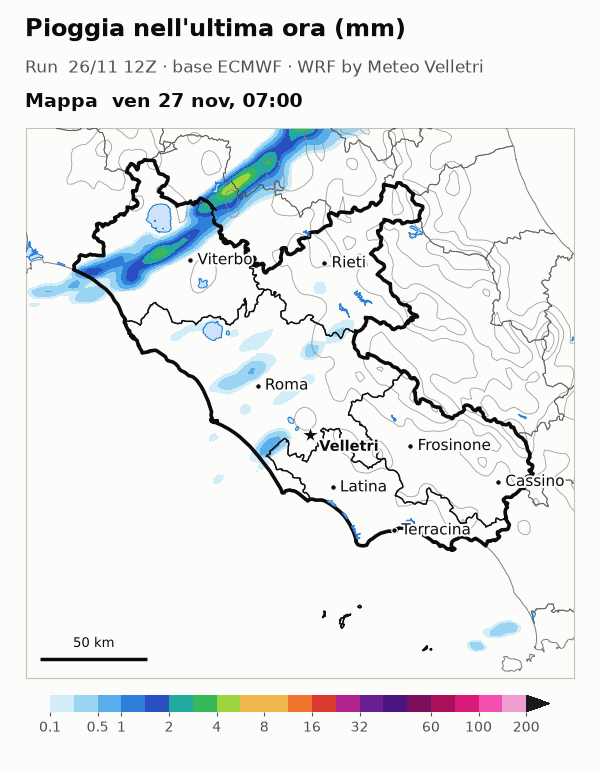 Pioggia nell'ultima ora (mm)
Run  26/11 12Z · base ECMWF · WRF by Meteo Velletri
Mappa  ven 27 nov, 07:00
Viterbo
Rieti
Roma
Velletri
Frosinone
Latina
Cassino
Terracina
50 km
0.1 0.5 1 2 4 8 16 32 60 100 200